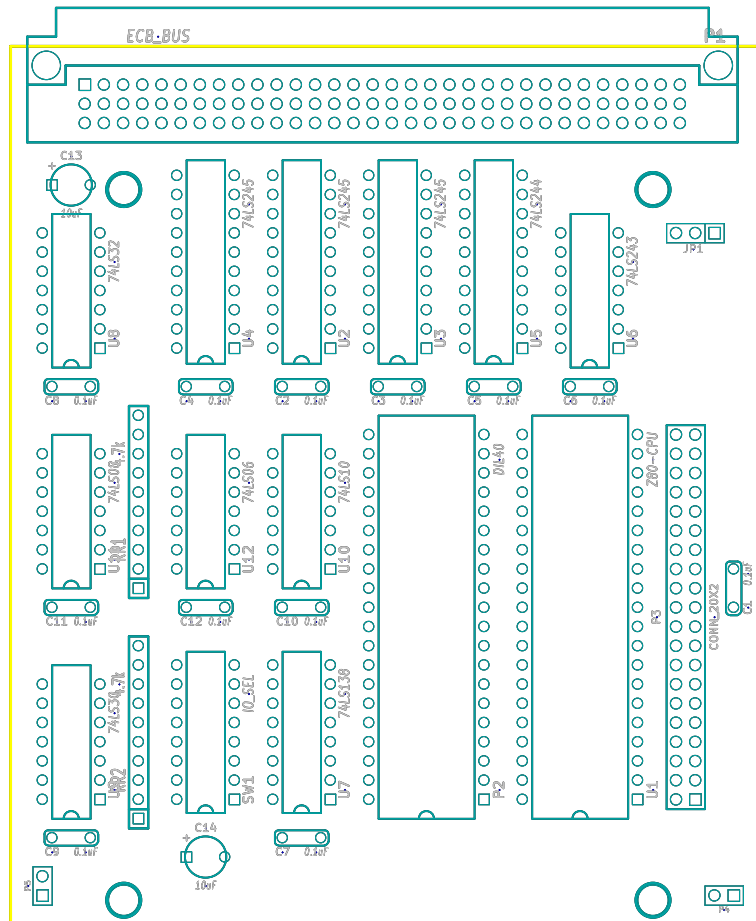 ECB_BUS
P1
C13
+
10uF
74LS32
U8
74LS245
U4
74LS245
U2
74LS245
U3
74LS244
U5
74LS243
U6
JP1
C8 0.1uF
C4 0.1uF
C2 0.1uF
C3 0.1uF
C5 0.1uF
C6 0.1uF
4.7k
RR1
74LS06
U12
74LS10
U10
DIL40
P2
Z80-CPU
U1
P3
CONN_20X2
0.1uF
C1
C11 0.1uF
C12 0.1uF
C10 0.1uF
4.7k
74LS30
RR2
IO_SEL
SW1
74LS138
U7
C14
+
10uF
C9 0.1uF
C7 0.1uF
P4